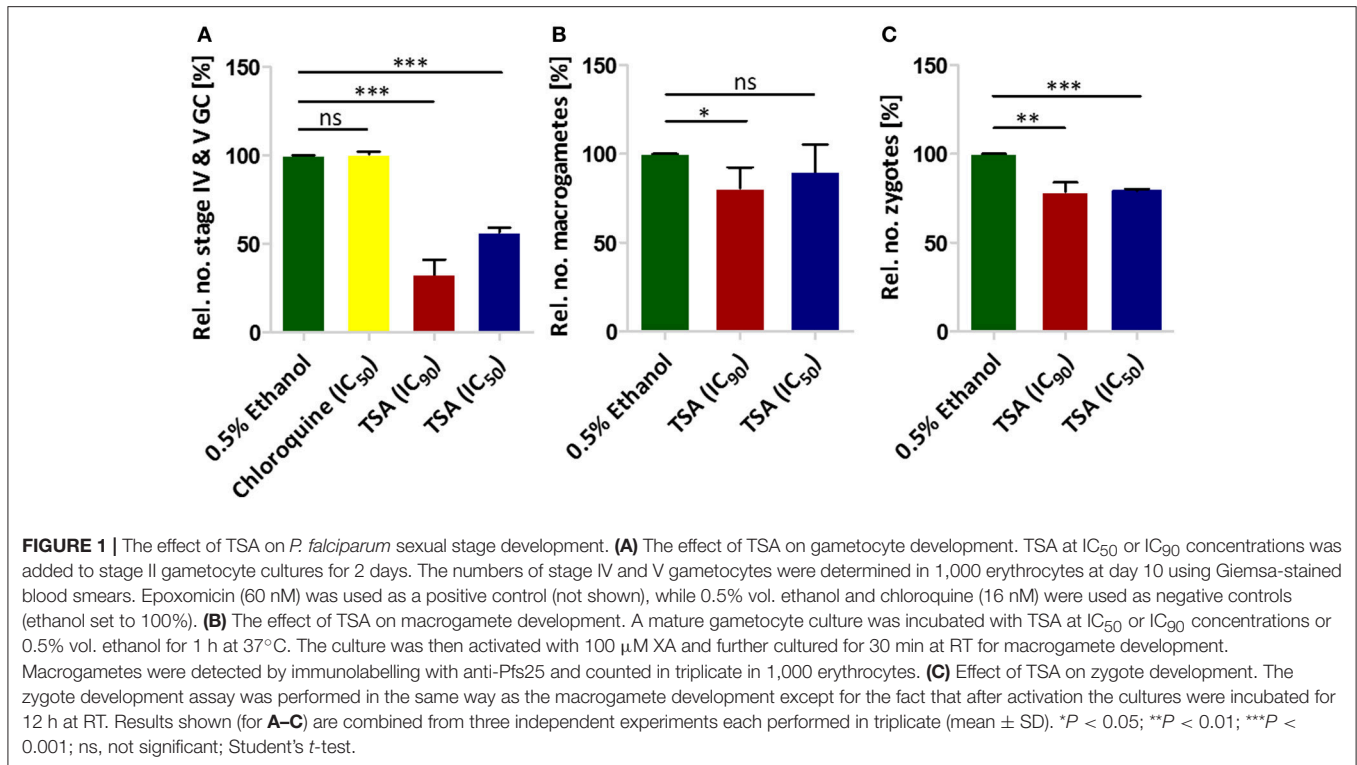 A
B
C
Rel. no. stage IV & V GC [%]
150
100
50
0
***
***
ns
0.5% Ethanol
Chloroquine (IC50)
TSA (IC90)
TSA (IC50)
Rel. no. macrogametes [%]
150
100
50
0
ns
*
0.5% Ethanol
TSA (IC90)
TSA (IC50)
Rel. no. zygotes [%]
150
100
50
0
***
**
0.5% Ethanol
TSA (IC90)
TSA (IC50)
FIGURE 1 | The effect of TSA on P. falciparum sexual stage development. (A) The effect of TSA on gametocyte development. TSA at IC50 or IC90 concentrations was
added to stage II gametocyte cultures for 2 days. The numbers of stage IV and V gametocytes were determined in 1,000 erythrocytes at day 10 using Giemsa-stained
blood smears. Epoxomicin (60 nM) was used as a positive control (not shown), while 0.5% vol. ethanol and chloroquine (16 nM) were used as negative controls
(ethanol set to 100%). (B) The effect of TSA on macrogamete development. A mature gametocyte culture was incubated with TSA at IC50 or IC90 concentrations or
0.5% vol. ethanol for 1 h at 37°C. The culture was then activated with 100 μM XA and further cultured for 30 min at RT for macrogamete development.
Macrogametes were detected by immunolabelling with anti-Pfs25 and counted in triplicate in 1,000 erythrocytes. (C) Effect of TSA on zygote development. The
zygote development assay was performed in the same way as the macrogamete development except for the fact that after activation the cultures were incubated for
12 h at RT. Results shown (for A–C) are combined from three independent experiments each performed in triplicate (mean ± SD). *P < 0.05; **P < 0.01; ***P <
0.001; ns, not significant; Student's t-test.